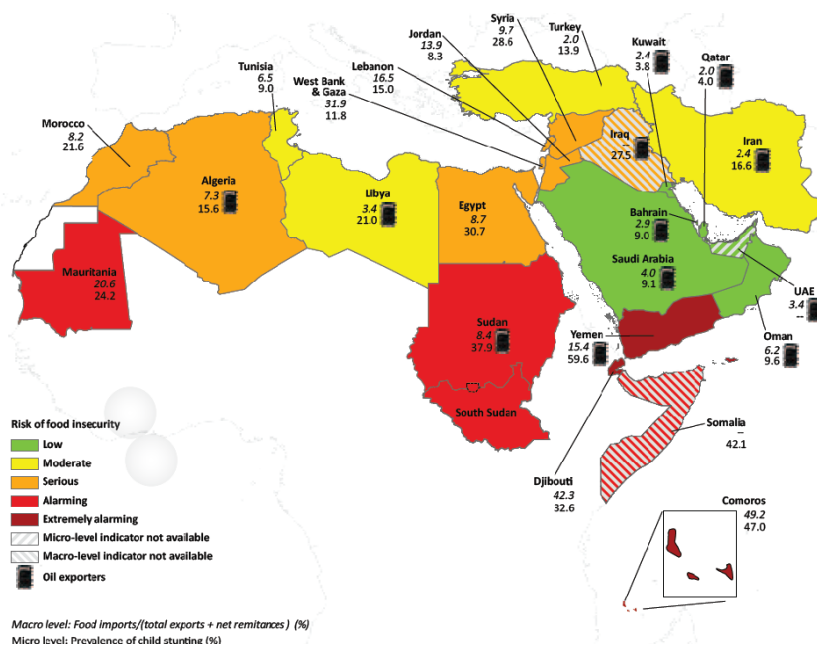 Syria
9.7
28.6
Turkey
2.0
13.9
Jordan
13.9
8.3
Kuwait
2.4
3.8
Qatar
2.0
4.0
Tunisia
6.5
9.0
Lebanon
16.5
15.0
West Bank
& Gaza
31.9
11.8
Morocco
8.2
21.6
Iraq
--
27.5
Iran
2.4
16.6
Algeria
7.3
15.6
Libya
3.4
21.0
Egypt
8.7
30.7
Bahrain
2.9
9.0
Saudi Arabia
4.0
9.1
Mauritania
20.6
24.2
UAE
3.4
--
Sudan
8.4
37.9
Yemen
15.4
59.6
Oman
6.2
9.6
South Sudan
Somalia
--
42.1
Djibouti
42.3
32.6
Comoros
49.2
47.0
Risk of food insecurity
Low
Moderate
Serious
Alarming
Extremely alarming
Micro-level indicator not available
Macro-level indicator not available
Oil exporters
Macro level: Food imports/(total exports + net remitances ) (%)
Micro level: Prevalence of child stunting (%)